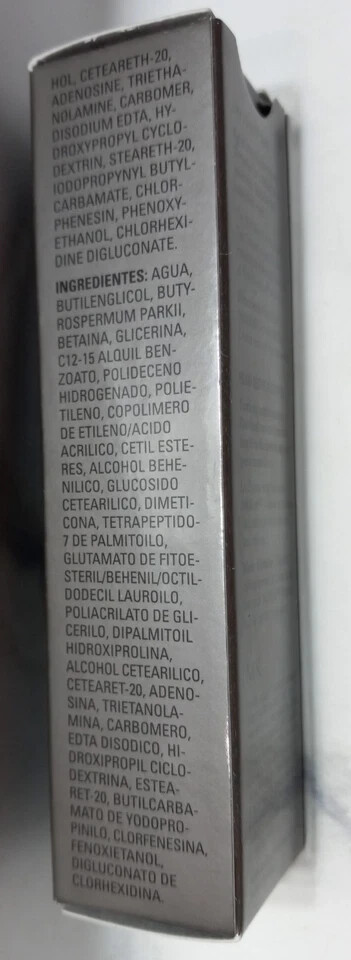 HOL, CETEARETH-20,
ADENOSINE, TRIETHA-
NOLAMINE, CARBOMER,
DISODIUM EDTA, HY-
DROXYPROPYL CYCLO-
DEXTRIN, STEARETH-20,
IODOPROPYNYL BUTYL-
CARBAMATE, CHLOR-
PHENESIN, PHENOXY-
ETHANOL, CHLORHEXI-
DINE DIGLUCONATE.
INGREDIENTES: AGUA,
BUTILENGLICOL, BUTY-
ROSPERMUM PARKII,
BETAINA, GLICERINA,
C12-15 ALQUIL BEN-
ZOATO, POLIDECENO
HIDROGENADO, POLIE-
TILENO, COPOLIMERO
DE ETILENO/ACIDO
ACRILICO, CETIL ESTE-
RES, ALCOHOL BEHE-
NILICO, GLUCOSIDO
CETEARILICO, DIMETI-
CONA, TETRAPEPTIDO-
7 DE PALMITOILO,
GLUTAMATO DE FITOE-
STERIL/BEHENIL/OCTIL-
DODECIL LAUROILO,
POLIACRILATO DE GLI-
CERILO, DIPALMITOIL
HIDROXIPROLINA,
ALCOHOL CETEARILICO,
CETEARET-20, ADENO-
SINA, TRIETANOLA-
MINA, CARBOMERO,
EDTA DISODICO, HI-
DROXIPROPIL CICLO-
DEXTRINA, ESTEA-
RET-20, BUTILCARBA-
MATO DE YODOPRO-
PINILO, CLORFENESINA,
FENOXIETANOL,
DIGLUCONATO DE
CLORHEXIDINA.